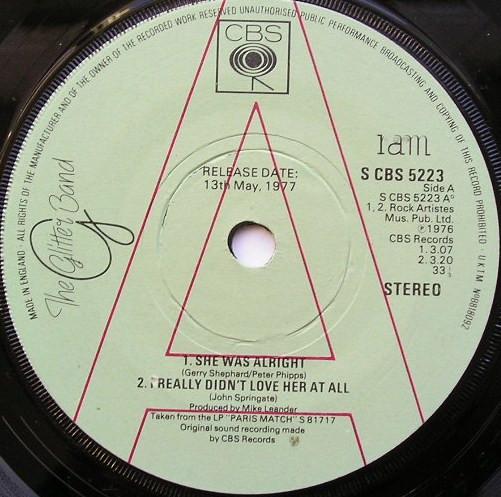 MADE IN ENGLAND · ALL RIGHTS OF THE MANUFACTURER AND OF THE OWNER OF THE RECORDED WORK RESERVED UNAUTHORISED PUBLIC PERFORMANCE BROADCASTING AND COPYING OF THIS RECORD PROHIBITED · U.K.T.M. Nº8818092
CBS
The Glitter Band
RELEASE DATE:
13th May, 1977
iam
S CBS 5223
Side A
S CBS 5223 A°
1, 2. Rock Artistes
Mus. Pub. Ltd.
℗ 1976
CBS Records
1. 3.07
2. 3.20
33⅓
STEREO
A
1. SHE WAS ALRIGHT
(Gerry Shephard/Peter Phipps)
2. I REALLY DIDN'T LOVE HER AT ALL
(John Springate)
Produced by Mike Leander
Taken from the LP "PARIS MATCH" S 81717
Original sound recording made
by CBS Records